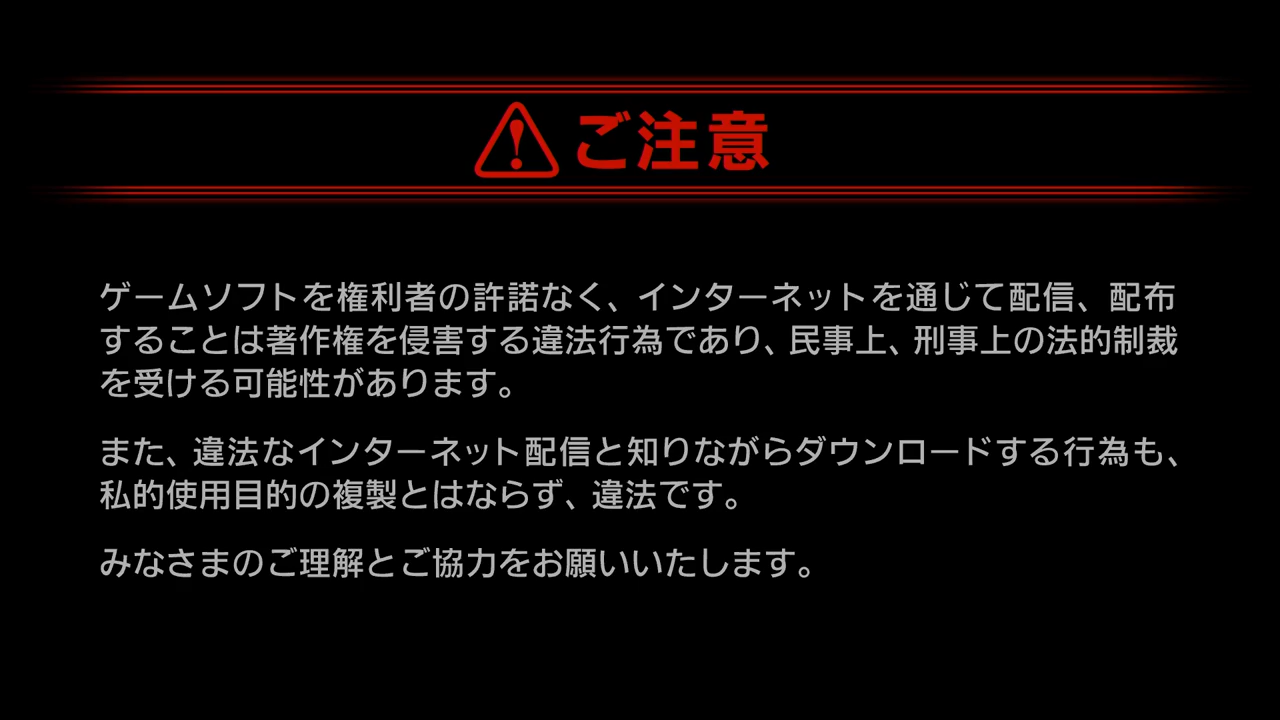 ご注意
ゲームソフトを権利者の許諾なく、インターネットを通じて配信、配布
することは著作権を侵害する違法行為であり、民事上、刑事上の法的制裁
を受ける可能性があります。
また、違法なインターネット配信と知りながらダウンロードする行為も、
私的使用目的の複製とはならず、違法です。
みなさまのご理解とご協力をお願いいたします。